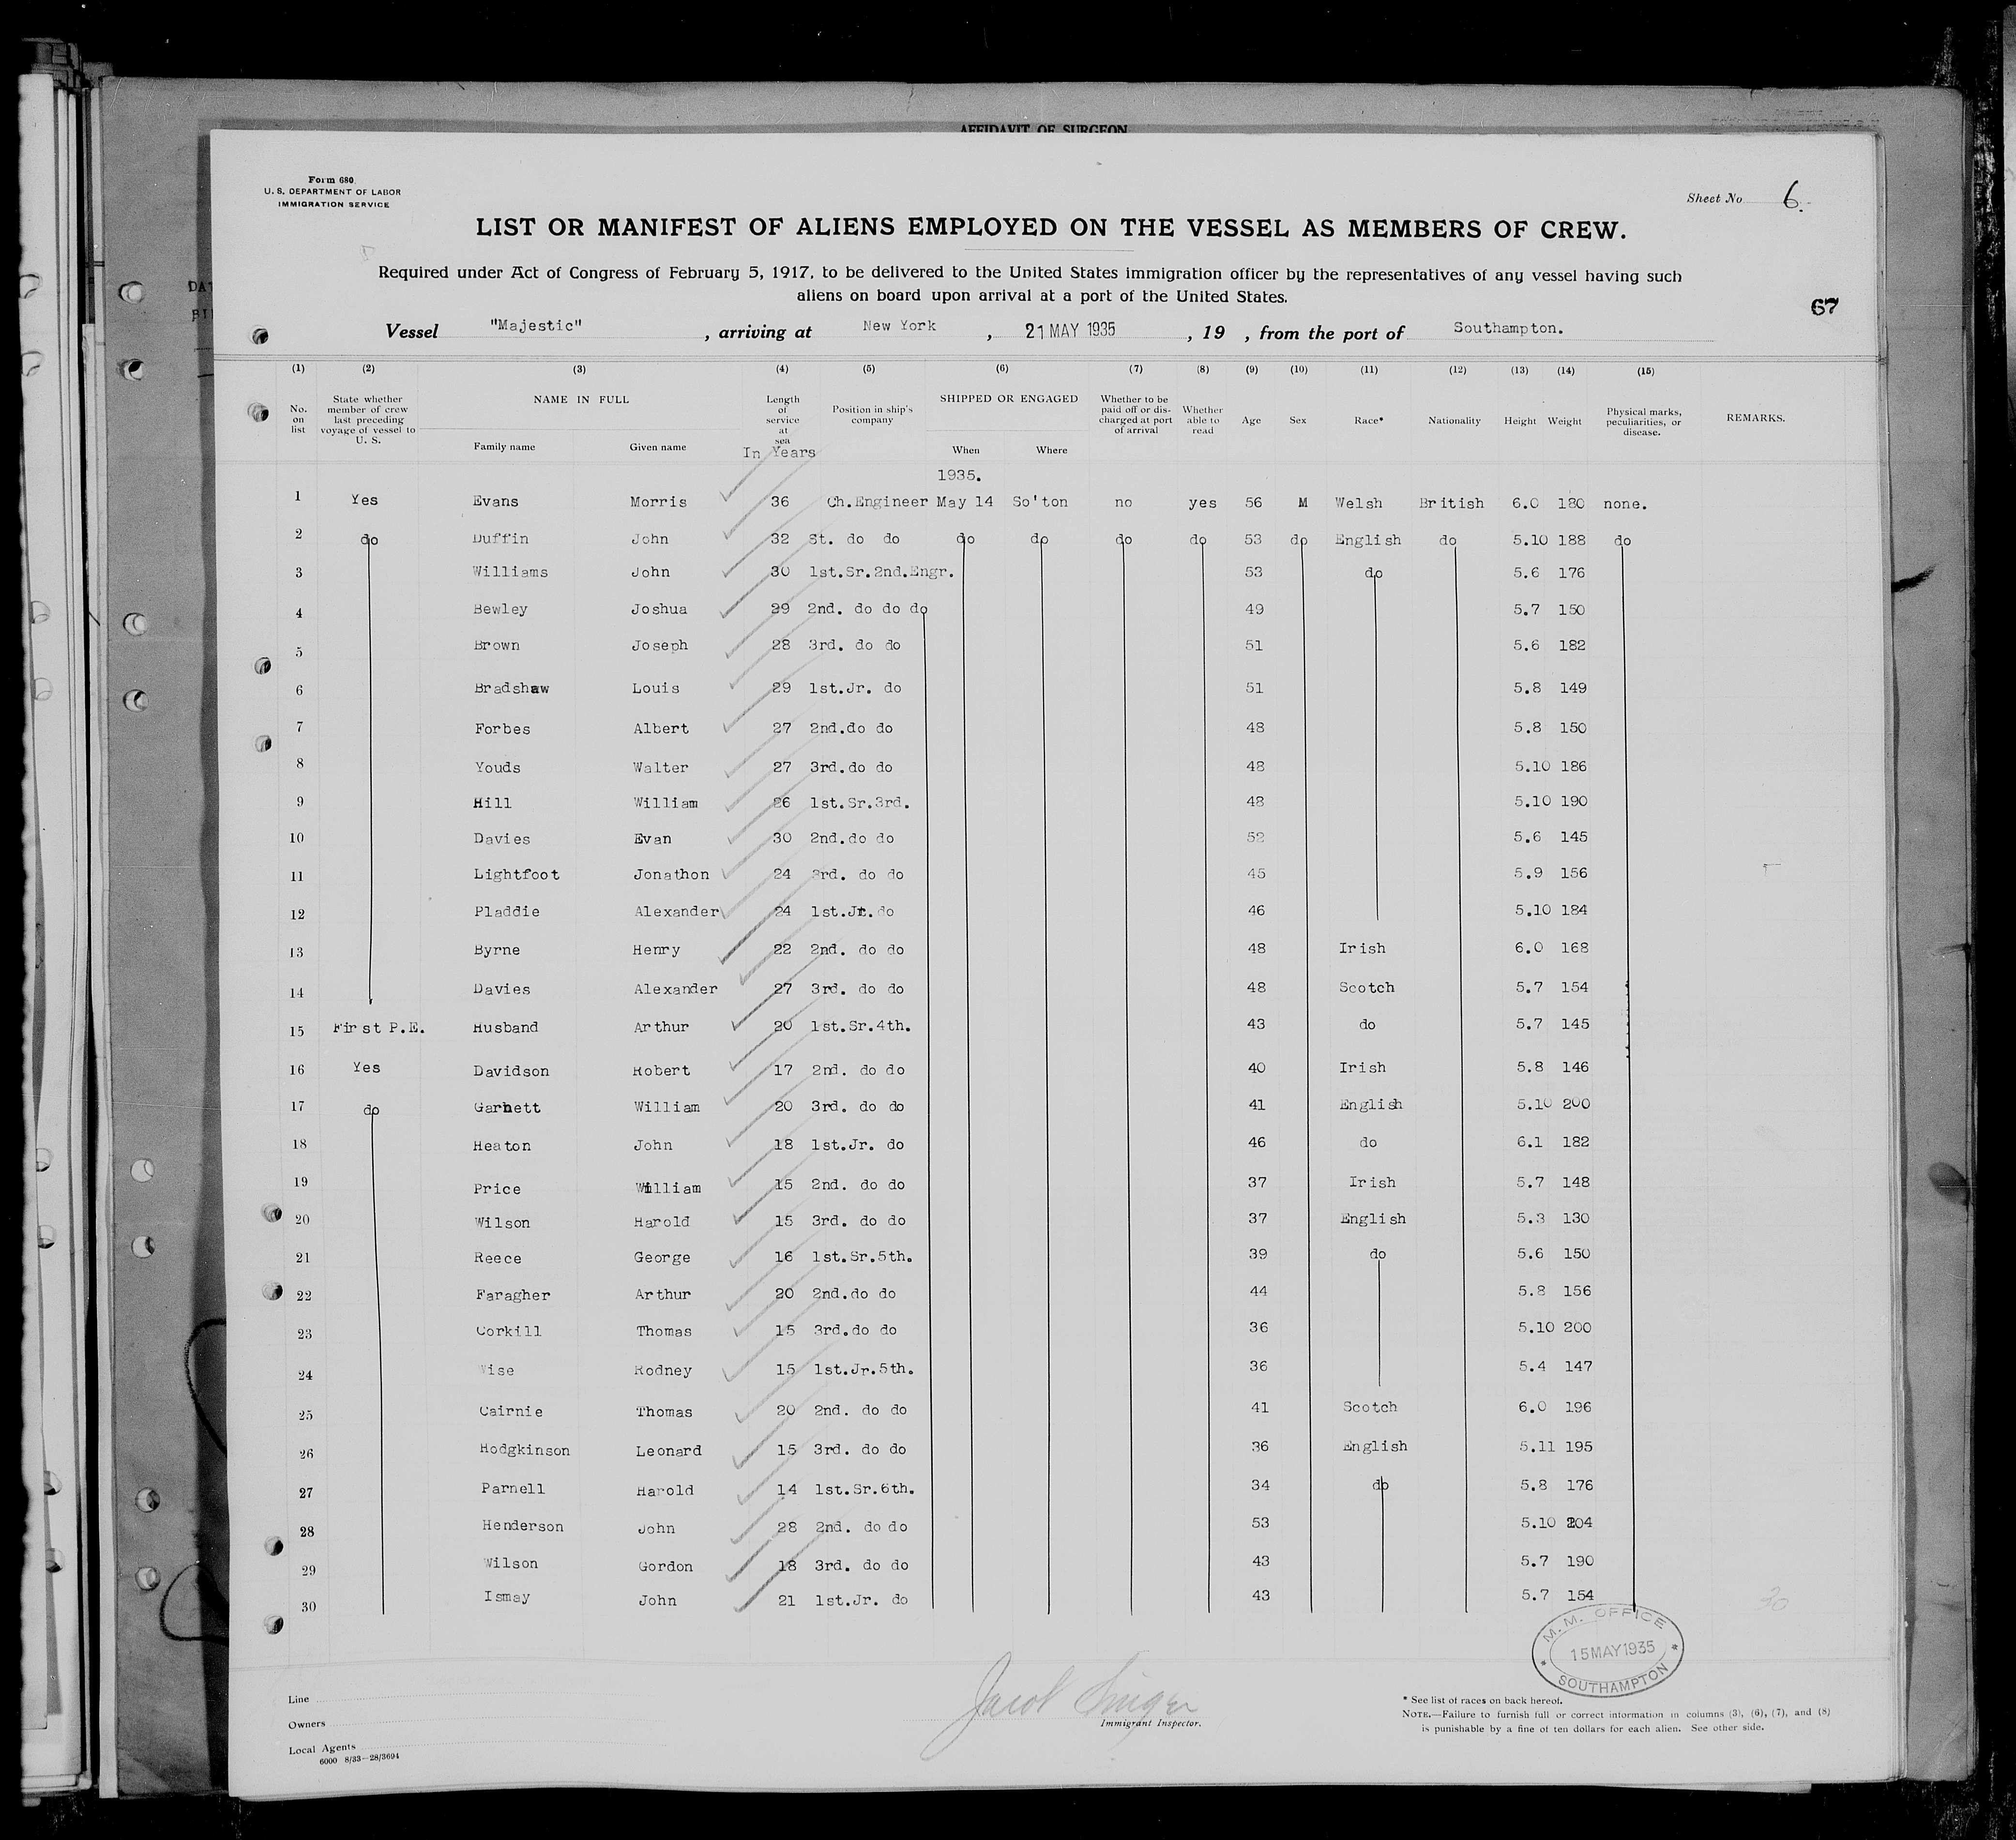 AFFIDAVIT OF SURGEON
Form 680
U. S. DEPARTMENT OF LABOR
IMMIGRATION SERVICE
Sheet No 6.
LIST OR MANIFEST OF ALIENS EMPLOYED ON THE VESSEL AS MEMBERS OF CREW.
Required under Act of Congress of February 5, 1917, to be delivered to the United States immigration officer by the representatives of any vessel having such
aliens on board upon arrival at a port of the United States.
67
Vessel "Majestic" , arriving at New York , 21 MAY 1935 , 19 , from the port of Southampton.
(1) (2) (3) (4) (5) (6) (7) (8) (9) (10) (11) (12) (13) (14) (15)
No. on list State whether member of crew last preceding voyage of vessel to U. S. NAME IN FULL Family name Given name Length of service at sea In Years Position in ship's company SHIPPED OR ENGAGED When Where Whether to be paid off or discharged at port of arrival Whether able to read Age Sex Race* Nationality Height Weight Physical marks, peculiarities, or disease. REMARKS.
1935.
1 Yes Evans Morris 36 Ch.Engineer May 14 So'ton no yes 56 M Welsh British 6.0 180 none.
2 do Duffin John 32 St. do do do do do do 53 do English do 5.10 188 do
3 Williams John 30 1st.Sr.2nd.Engr. 53 do 5.6 176
4 Bewley Joshua 29 2nd. do do do 49 5.7 150
5 Brown Joseph 28 3rd. do do 51 5.6 182
6 Bradshaw Louis 29 1st.Jr. do 51 5.8 149
7 Forbes Albert 27 2nd.do do 48 5.8 150
8 Youds Walter 27 3rd.do do 48 5.10 186
9 Hill William 26 1st.Sr.3rd. 48 5.10 190
10 Davies Evan 30 2nd.do do 52 5.6 145
11 Lightfoot Jonathon 24 3rd. do do 45 5.9 156
12 Pladdie Alexander 24 1st.Jr.do 46 5.10 184
13 Byrne Henry 22 2nd. do do 48 Irish 6.0 168
14 Davies Alexander 27 3rd. do do 48 Scotch 5.7 154
15 First P.E. Husband Arthur 20 1st.Sr.4th. 43 do 5.7 145
16 Yes Davidson Robert 17 2nd. do do 40 Irish 5.8 146
17 do Garnett William 20 3rd. do do 41 English 5.10 200
18 Heaton John 18 1st.Jr. do 46 do 6.1 182
19 Price William 15 2nd. do do 37 Irish 5.7 148
20 Wilson Harold 15 3rd. do do 37 English 5.3 130
21 Reece George 16 1st.Sr.5th. 39 do 5.6 150
22 Faragher Arthur 20 2nd.do do 44 5.8 156
23 Corkill Thomas 15 3rd.do do 36 5.10 200
24 Wise Rodney 15 1st.Jr.5th. 36 5.4 147
25 Cairnie Thomas 20 2nd. do do 41 Scotch 6.0 196
26 Hodgkinson Leonard 15 3rd. do do 36 English 5.11 195
27 Parnell Harold 14 1st.Sr.6th. 34 do 5.8 176
28 Henderson John 28 2nd. do do 53 5.10 204
29 Wilson Gordon 18 3rd. do do 43 5.7 190
30 Ismay John 21 1st.Jr. do 43 5.7 154
30
M. M. OFFICE
15 MAY 1935
SOUTHAMPTON
Line
Owners
Local Agents
6000 8/33—28/3694
Jacob Singer
Immigrant Inspector.
* See list of races on back hereof.
NOTE.—Failure to furnish full or correct information in columns (3), (6), (7), and (8)
is punishable by a fine of ten dollars for each alien. See other side.